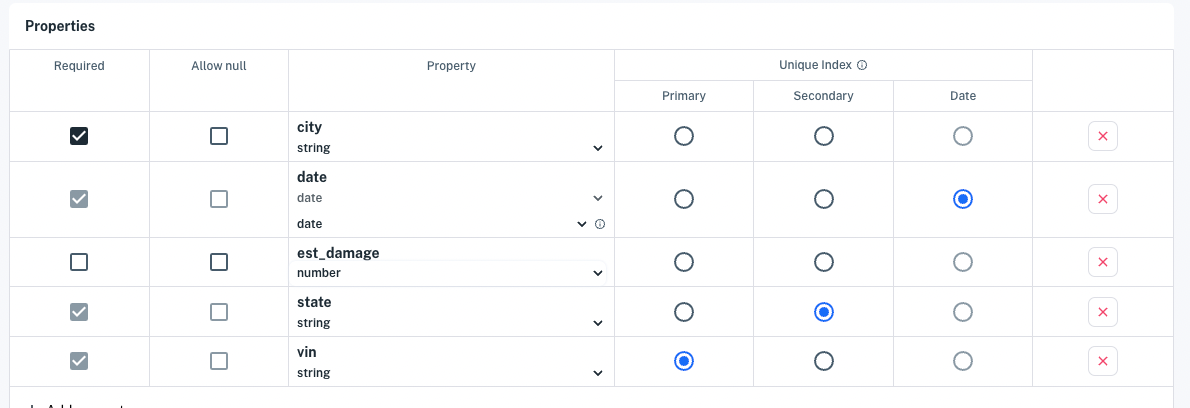 Properties
Required
Allow null
Property
Unique Index
Primary
Secondary
Date
city
string
date
date
date
est_damage
number
state
string
vin
string